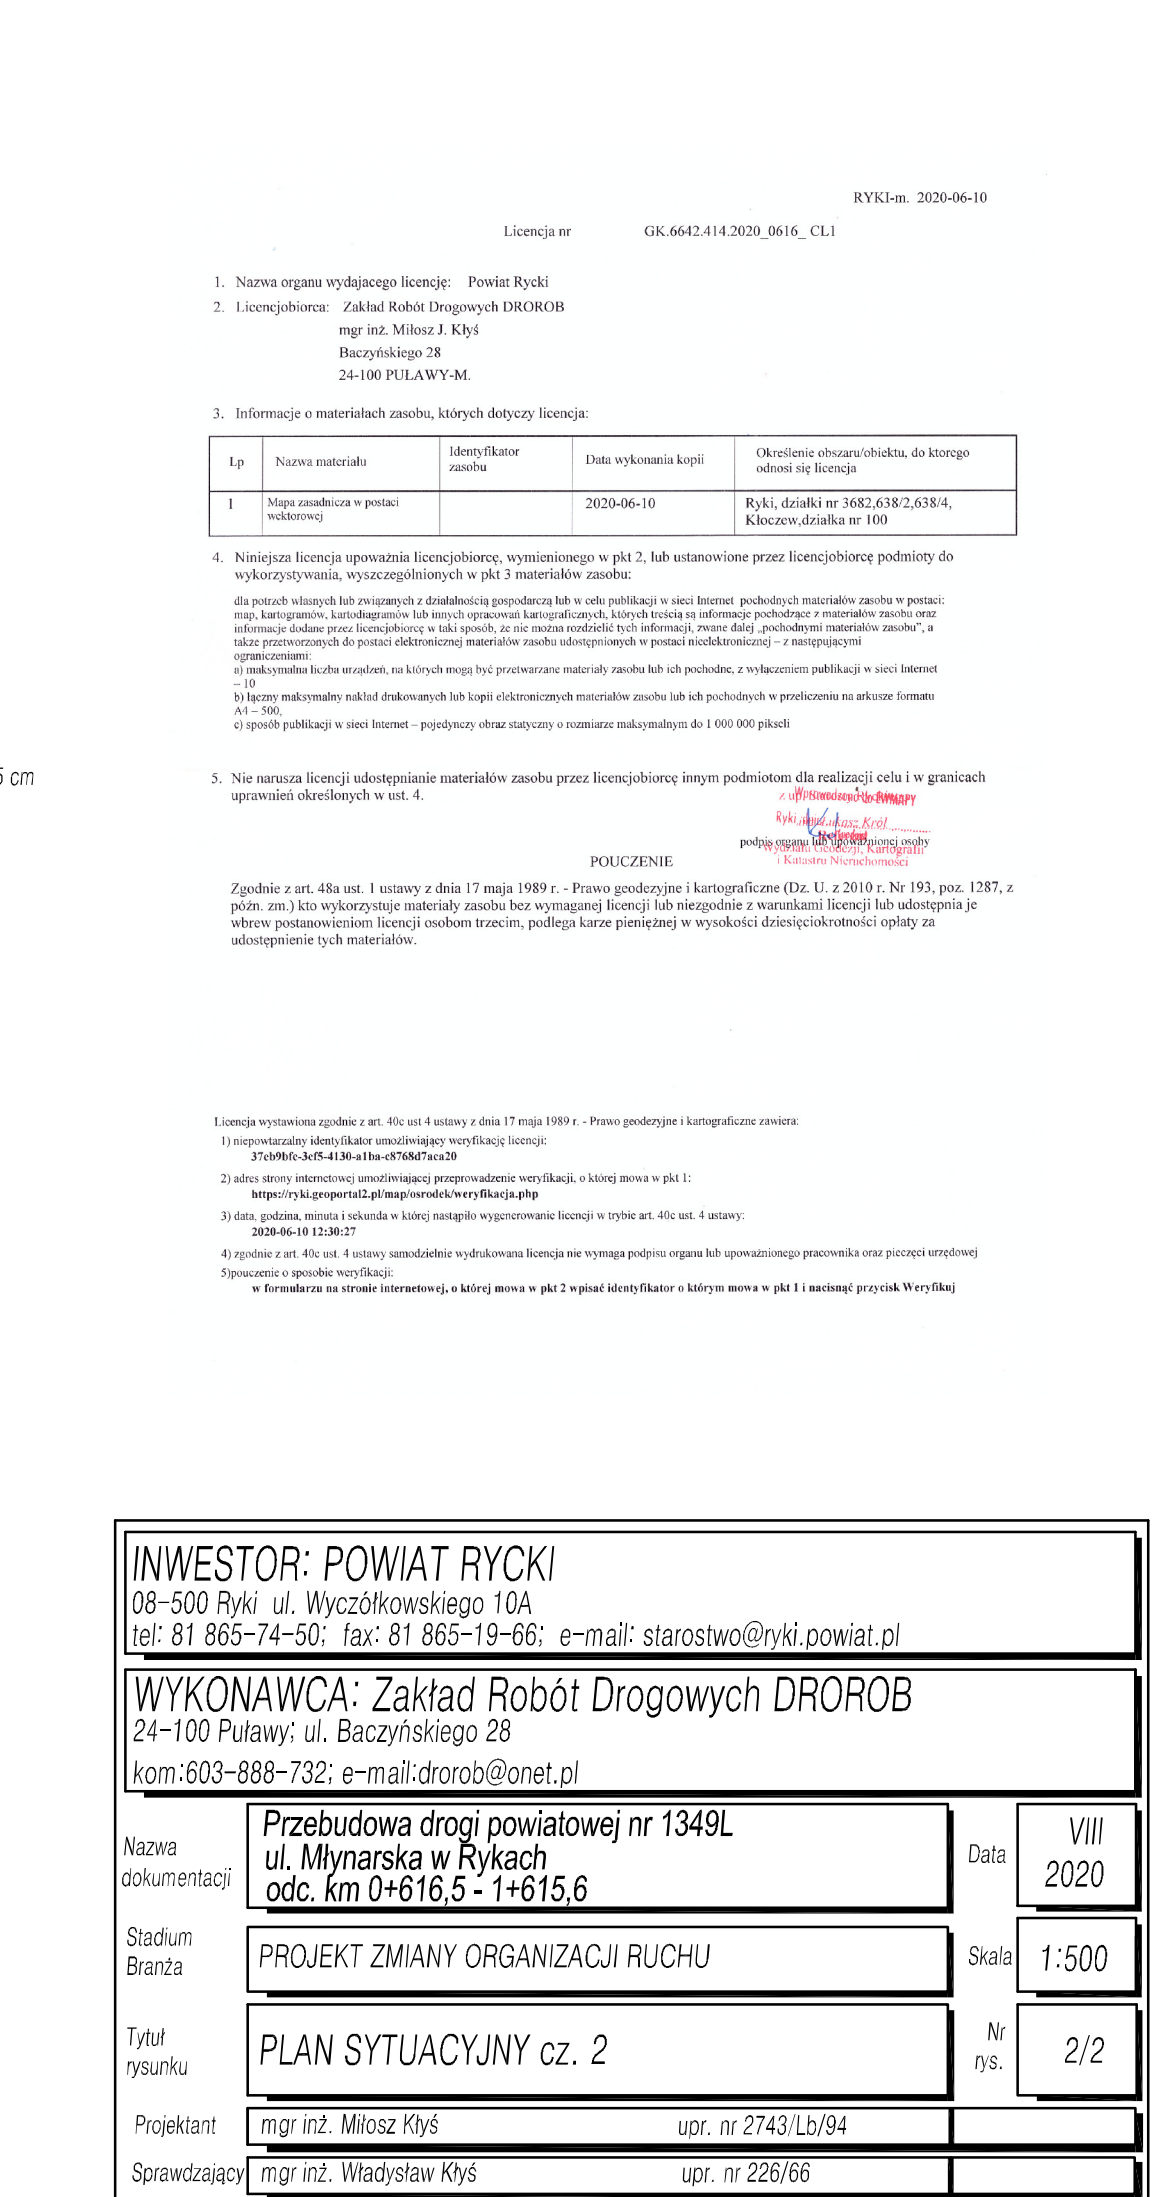 RYKI-m. 2020-06-10
Licencja nr GK.6642.414.2020_0616_ CL1
1. Nazwa organu wydajacego licencję: Powiat Rycki
2. Licencjobiorca: Zakład Robót Drogowych DROROB
mgr inż. Miłosz J. Kłyś
Baczyńskiego 28
24-100 PUŁAWY-M.
3. Informacje o materiałach zasobu, których dotyczy licencja:
Lp Nazwa materiału Identyfikator zasobu Data wykonania kopii Określenie obszaru/obiektu, do ktorego odnosi się licencja
1 Mapa zasadnicza w postaci wektorowej 2020-06-10 Ryki, działki nr 3682,638/2,638/4, Kłoczew,działka nr 100
4. Niniejsza licencja upoważnia licencjobiorcę, wymienionego w pkt 2, lub ustanowione przez licencjobiorcę podmioty do
wykorzystywania, wyszczególnionych w pkt 3 materiałów zasobu:
dla potrzeb własnych lub związanych z działalnością gospodarczą lub w celu publikacji w sieci Internet pochodnych materiałów zasobu w postaci:
map, kartogramów, kartodiagramów lub innych opracowań kartograficznych, których treścią są informacje pochodzące z materiałów zasobu oraz
informacje dodane przez licencjobiorcę w taki sposób, że nie można rozdzielić tych informacji, zwane dalej „pochodnymi materiałów zasobu”, a
także przetworzonych do postaci elektronicznej materiałów zasobu udostępnionych w postaci nieelektronicznej – z następującymi
ograniczeniami:
a) maksymalna liczba urządzeń, na których mogą być przetwarzane materiały zasobu lub ich pochodne, z wyłączeniem publikacji w sieci Internet
– 10
b) łączny maksymalny nakład drukowanych lub kopii elektronicznych materiałów zasobu lub ich pochodnych w przeliczeniu na arkusze formatu
A4 – 500,
c) sposób publikacji w sieci Internet – pojedynczy obraz statyczny o rozmiarze maksymalnym do 1 000 000 pikseli
cm
5. Nie narusza licencji udostępnianie materiałów zasobu przez licencjobiorcę innym podmiotom dla realizacji celu i w granicach
uprawnień określonych w ust. 4.
Ryki
Łukasz Król
podpis organu lub upoważnionej osoby
Wydziału Geodezji, Kartografii
i Katastru Nieruchomości
POUCZENIE
Zgodnie z art. 48a ust. 1 ustawy z dnia 17 maja 1989 r. - Prawo geodezyjne i kartograficzne (Dz. U. z 2010 r. Nr 193, poz. 1287, z
późn. zm.) kto wykorzystuje materiały zasobu bez wymaganej licencji lub niezgodnie z warunkami licencji lub udostępnia je
wbrew postanowieniom licencji osobom trzecim, podlega karze pieniężnej w wysokości dziesięciokrotności opłaty za
udostępnienie tych materiałów.
Licencja wystawiona zgodnie z art. 40c ust 4 ustawy z dnia 17 maja 1989 r. - Prawo geodezyjne i kartograficzne zawiera:
1) niepowtarzalny identyfikator umożliwiający weryfikację licencji:
37eb9bfc-3cf5-4130-a1ba-c8768d7aca20
2) adres strony internetowej umożliwiającej przeprowadzenie weryfikacji, o której mowa w pkt 1:
https://ryki.geoportal2.pl/map/osrodek/weryfikacja.php
3) data, godzina, minuta i sekunda w której nastąpiło wygenerowanie licencji w trybie art. 40c ust. 4 ustawy:
2020-06-10 12:30:27
4) zgodnie z art. 40c ust. 4 ustawy samodzielnie wydrukowana licencja nie wymaga podpisu organu lub upoważnionego pracownika oraz pieczęci urzędowej
5)pouczenie o sposobie weryfikacji:
w formularzu na stronie internetowej, o której mowa w pkt 2 wpisać identyfikator o którym mowa w pkt 1 i nacisnąć przycisk Weryfikuj
INWESTOR: POWIAT RYCKI
08-500 Ryki ul. Wyczółkowskiego 10A
tel: 81 865-74-50; fax: 81 865-19-66; e-mail: starostwo@ryki.powiat.pl
WYKONAWCA: Zakład Robót Drogowych DROROB
24-100 Puławy; ul. Baczyńskiego 28
kom:603-888-732; e-mail:drorob@onet.pl
Nazwa dokumentacji
Przebudowa drogi powiatowej nr 1349L
ul. Młynarska w Rykach
odc. km 0+616,5 - 1+615,6
Data VIII 2020
Stadium Branża PROJEKT ZMIANY ORGANIZACJI RUCHU Skala 1:500
Tytuł rysunku PLAN SYTUACYJNY cz. 2 Nr rys. 2/2
Projektant mgr inż. Miłosz Kłyś upr. nr 2743/Lb/94
Sprawdzający mgr inż. Władysław Kłyś upr. nr 226/66